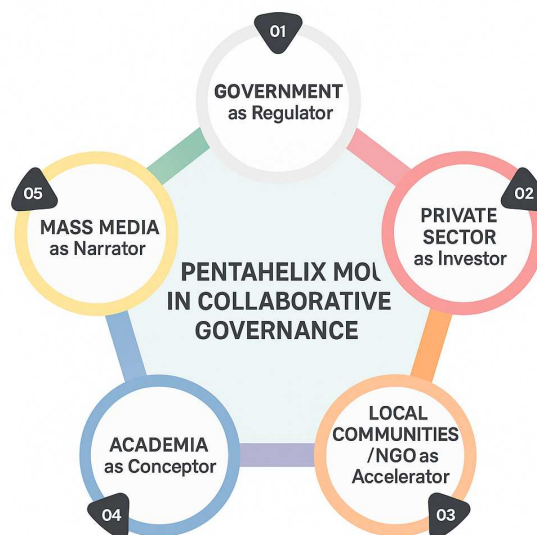 01
GOVERNMENT
as Regulator
02
PRIVATE
SECTOR
as Investor
03
LOCAL
COMMUNITIES
/NGO as
Accelerator
04
ACADEMIA
as Conceptor
05
MASS MEDIA
as Narrator
PENTAHELIX
IN COLLABORATIVE
GOVERNANCE